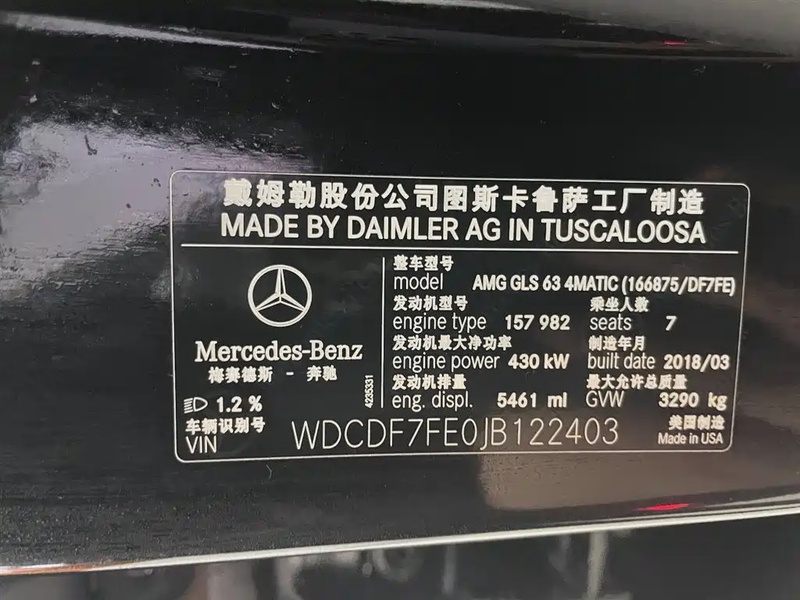 戴姆勒股份公司图斯卡鲁萨工厂制造
MADE BY DAIMLER AG IN TUSCALOOSA
Mercedes-Benz
梅赛德斯 - 奔驰
1.2 %
4235331
整车型号
model AMG GLS 63 4MATIC (166875/DF7FE)
发动机型号 乘坐人数
engine type 157 982 seats 7
发动机最大净功率 制造年月
engine power 430 kW built date 2018/03
发动机排量 最大允许总质量
eng. displ. 5461 ml GVW 3290 kg
车辆识别号
VIN WDCDF7FE0JB122403
美国制造
Made in USA